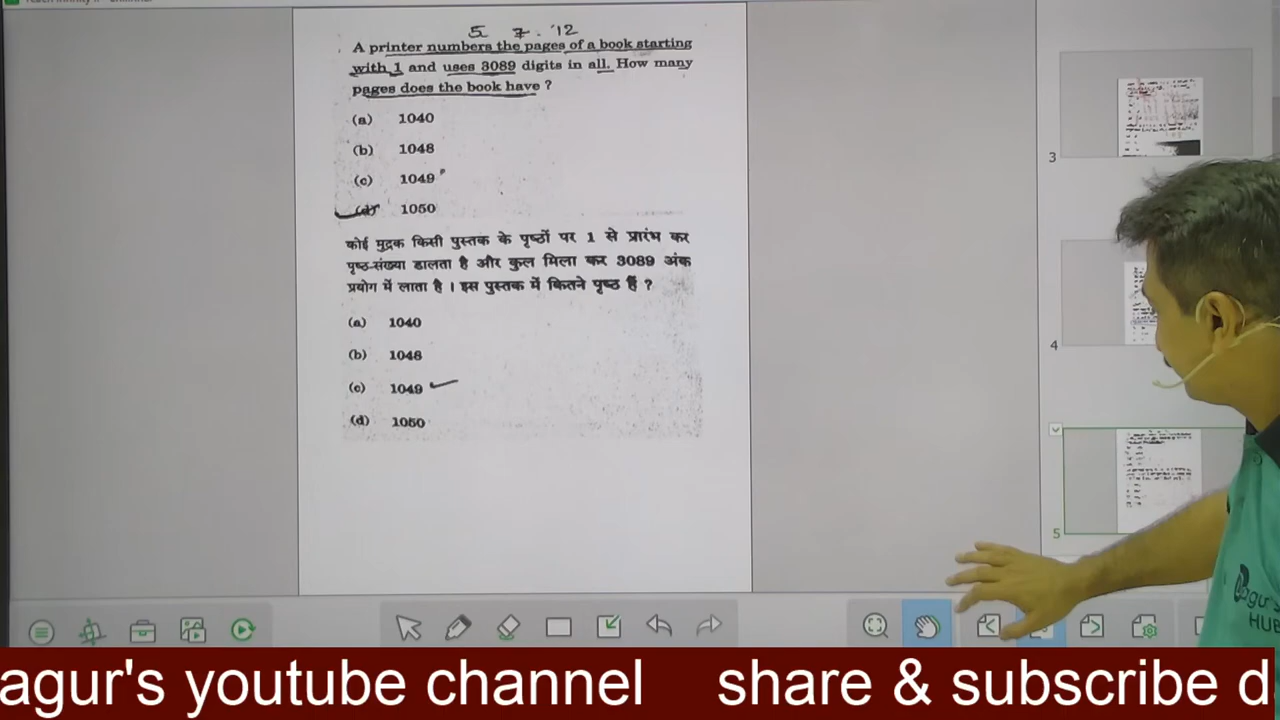 5 7 . '12
A printer numbers the pages of a book starting
with 1 and uses 3089 digits in all. How many
pages does the book have ?
(a) 1040
(b) 1048
(c) 1049
(d) 1050
कोई मुद्रक किसी पुस्तक के पृष्ठों पर 1 से प्रारंभ कर
पृष्ठ-संख्या डालता है और कुल मिला कर 3089 अंक
प्रयोग में लाता है । इस पुस्तक में कितने पृष्ठ हैं ?
(a) 1040
(b) 1048
(c) 1049
(d) 1050
3
4
5
agur's
HUB
agur's youtube channel share & subscribe d